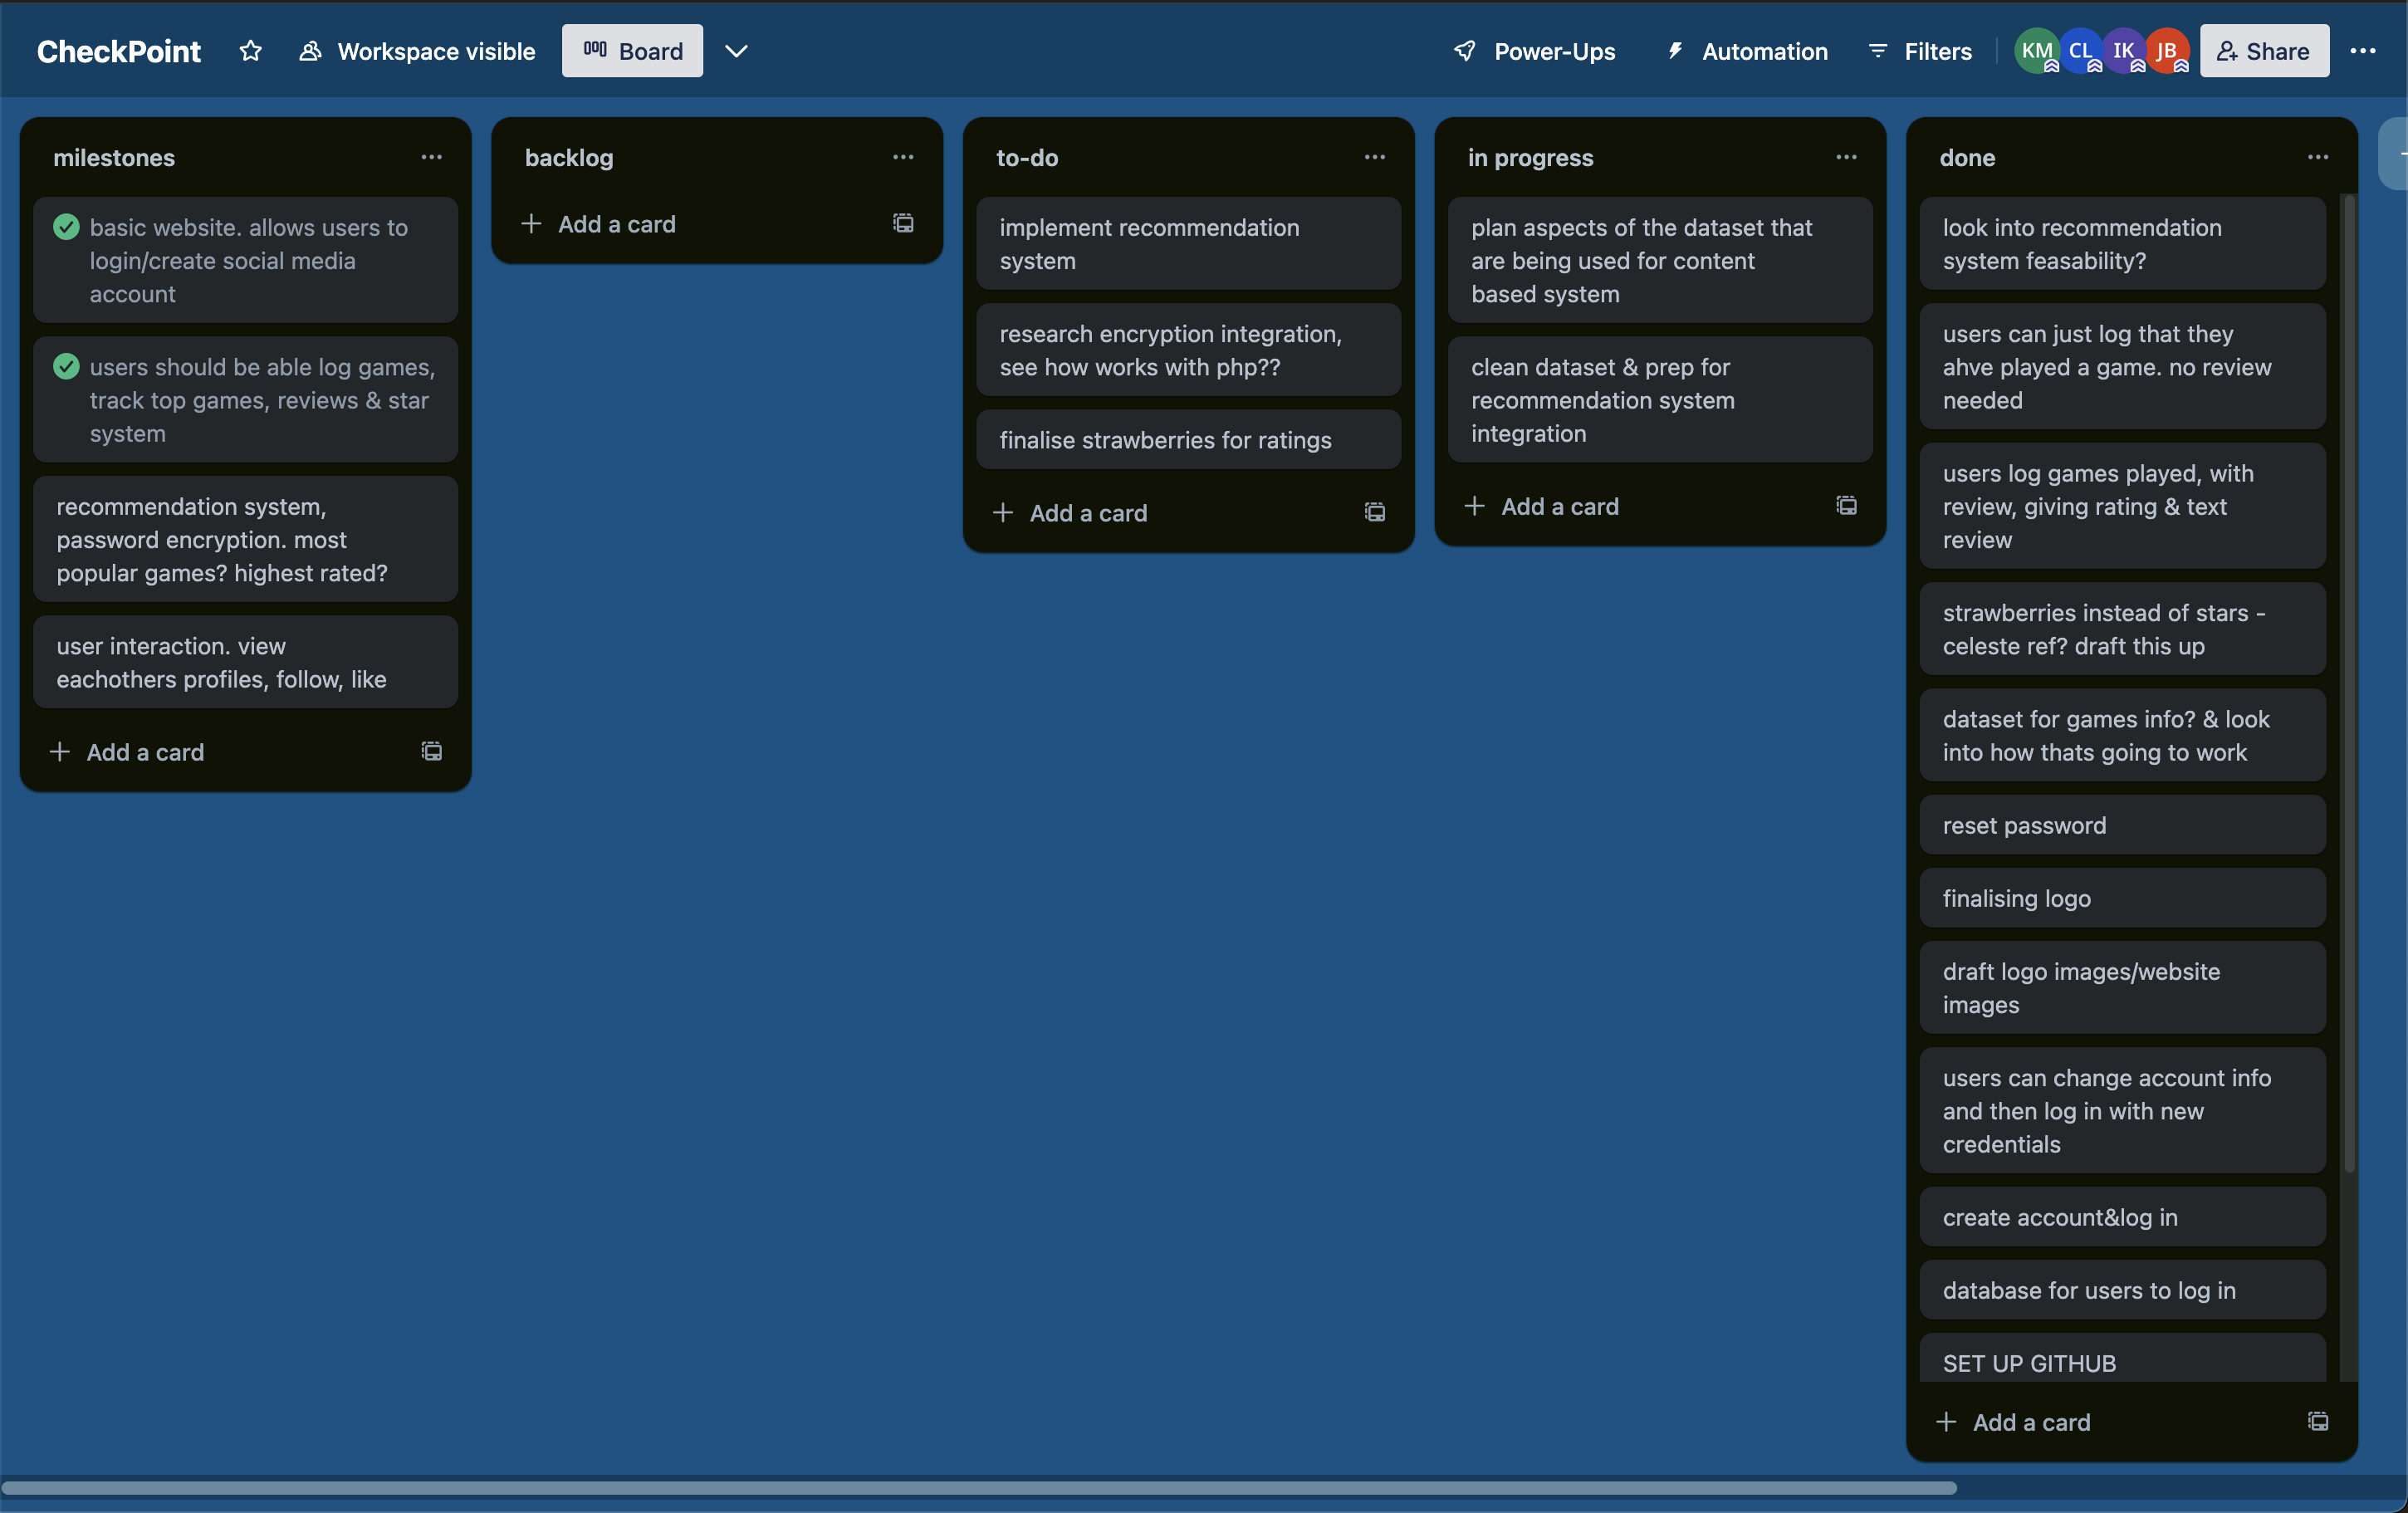 CheckPoint
Workspace visible
Board
Power-Ups
Automation
Filters
KM
CL
IK
JB
Share
milestones
basic website. allows users to
login/create social media
account
users should be able log games,
track top games, reviews & star
system
recommendation system,
password encryption. most
popular games? highest rated?
user interaction. view
eachothers profiles, follow, like
Add a card
backlog
Add a card
to-do
implement recommendation
system
research encryption integration,
see how works with php??
finalise strawberries for ratings
Add a card
in progress
plan aspects of the dataset that
are being used for content
based system
clean dataset & prep for
recommendation system
integration
Add a card
done
look into recommendation
system feasability?
users can just log that they
ahve played a game. no review
needed
users log games played, with
review, giving rating & text
review
strawberries instead of stars -
celeste ref? draft this up
dataset for games info? & look
into how thats going to work
reset password
finalising logo
draft logo images/website
images
users can change account info
and then log in with new
credentials
create account&log in
database for users to log in
SET UP GITHUB
Add a card